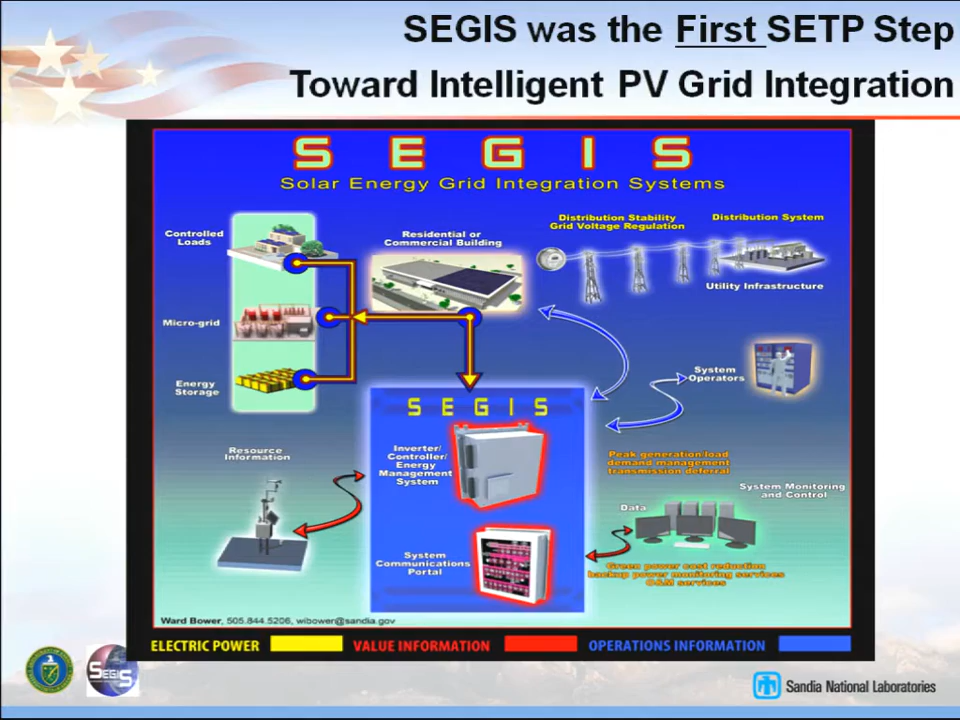 SEGIS was the First SETP Step
Toward Intelligent PV Grid Integration
SEGIS
Solar Energy Grid Integration Systems
Controlled
Loads
Residential or
Commercial Building
Distribution Stability
Grid Voltage Regulation
Distribution System
Utility Infrastructure
Micro-grid
Energy
Storage
System
Operators
SEGIS
Inverter/
Controller/
Energy
Management
System
Resource
Information
Peak generation/load
demand management
transmission deferral
System Monitoring
and Control
Data
System
Communications
Portal
Green power cost reduction
backup power monitoring services
O&M services
Ward Bower, 505.844.5206, wibower@sandia.gov
ELECTRIC POWER
VALUE INFORMATION
OPERATIONS INFORMATION
SEGIS
Sandia National Laboratories